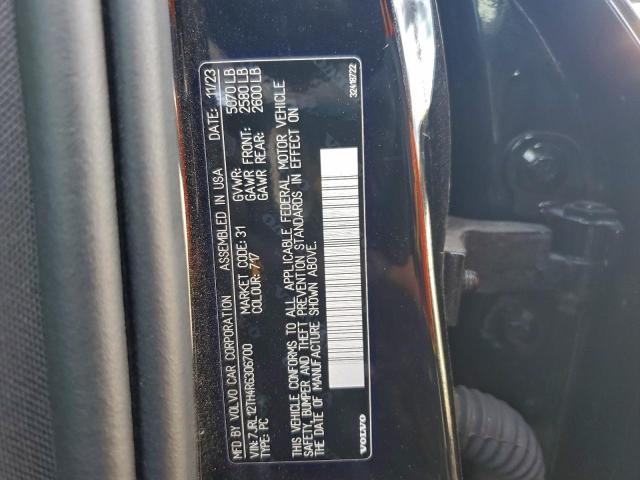 MFR. BY VOLVO CAR CORPORATION ASSEMBLED IN USA DATE: 11/23
VIN: 7JRL12TH4RG306700 MARKET CODE: 31 GVWR: 5070 LB
TYPE: PC COLOUR: 717 GAWR FRONT: 2580 LB
GAWR REAR: 2600 LB
THIS VEHICLE CONFORMS TO ALL APPLICABLE FEDERAL MOTOR VEHICLE
SAFETY, BUMPER AND THEFT PREVENTION STANDARDS IN EFFECT ON
THE DATE OF MANUFACTURE SHOWN ABOVE.
VOLVO 32418722